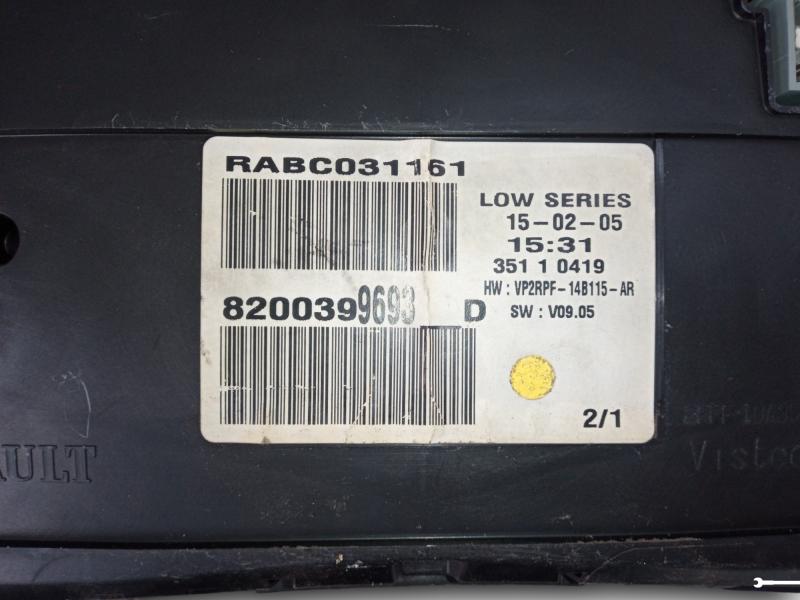 RABC031161
LOW SERIES
15-02-05
15:31
351 1 0419
HW : VP2RPF-14B115-AR
SW : V09.05
8200399693__D
2/1
AULT
Visteo